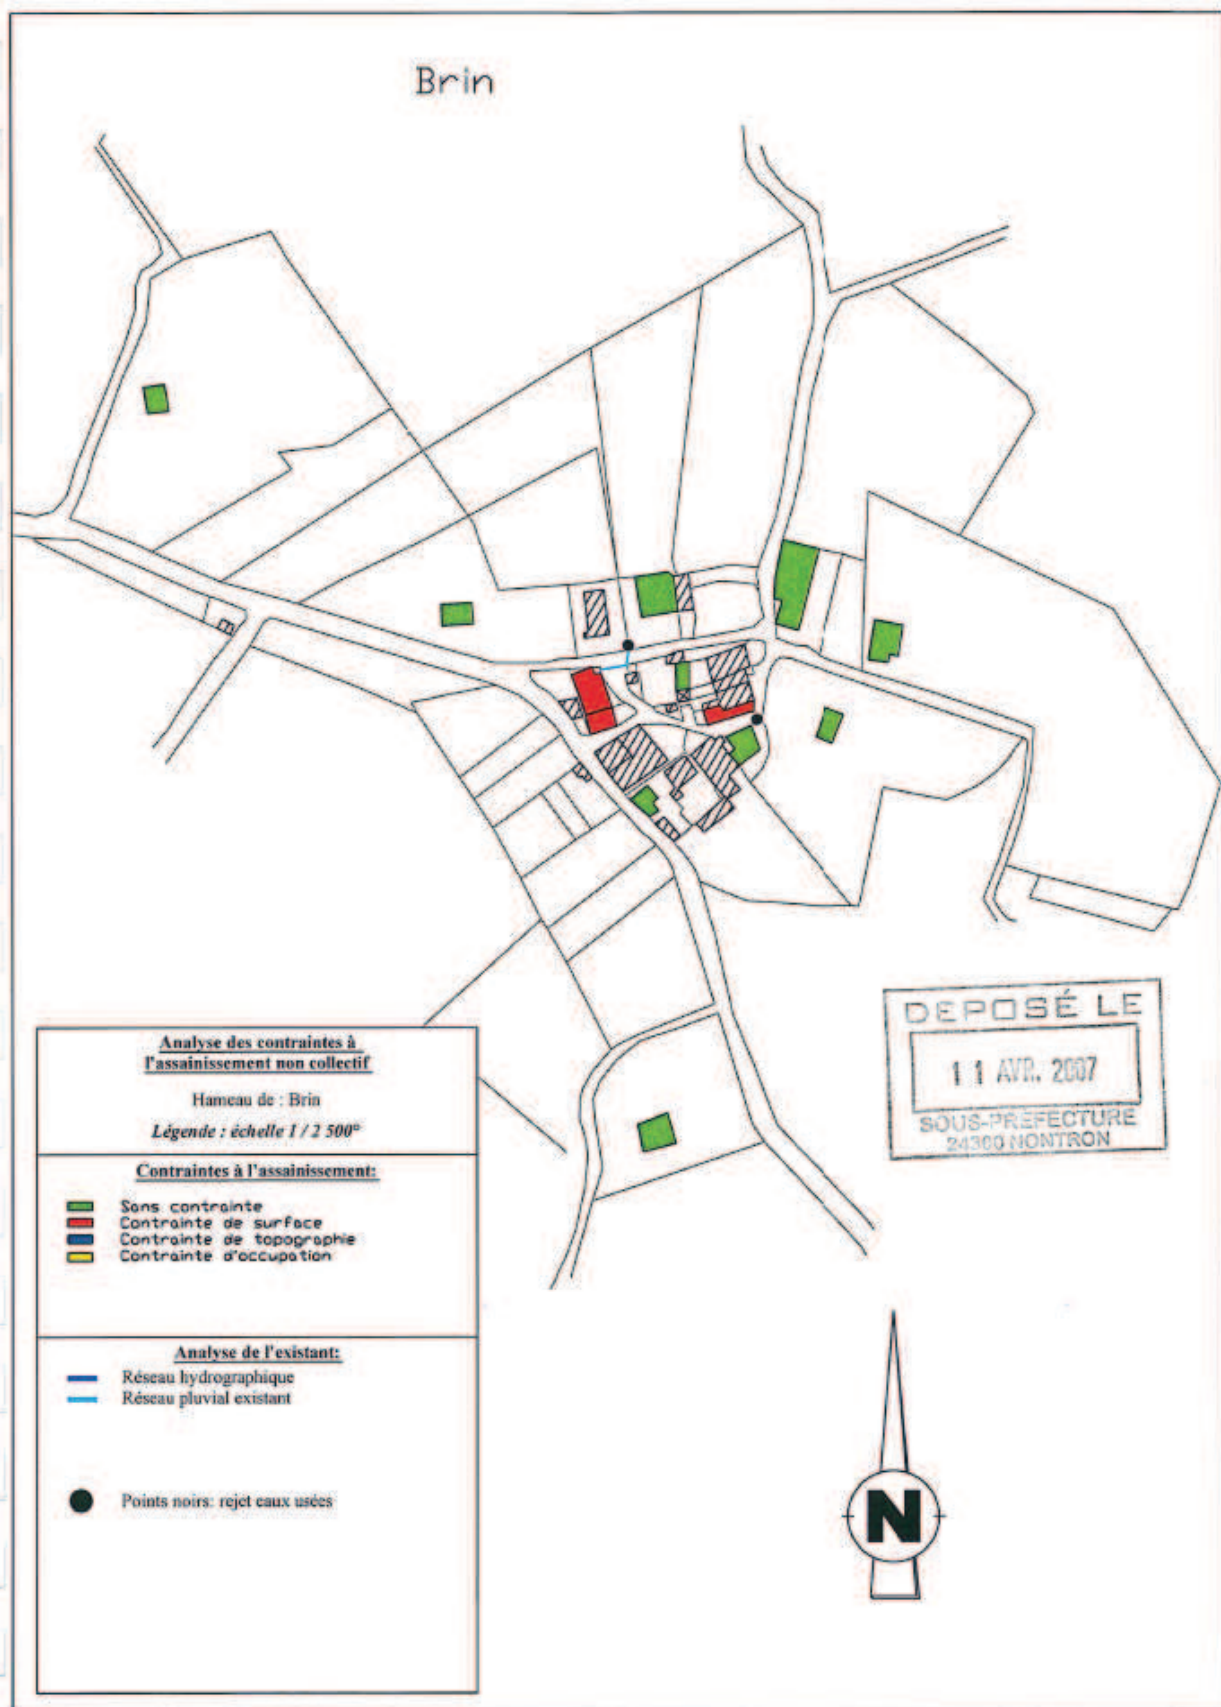 Brin
DEPOSÉ LE
11 AVR. 2007
SOUS-PREFECTURE
24300 NONTRON
Analyse des contraintes à
l'assainissement non collectif
Hameau de : Brin
Légende : échelle 1 / 2 500°
Contraintes à l'assainissement:
Sans contrainte
Contrainte de surface
Contrainte de topographie
Contrainte d'occupation
Analyse de l'existant:
Réseau hydrographique
Réseau pluvial existant
Points noirs: rejet eaux usées
N